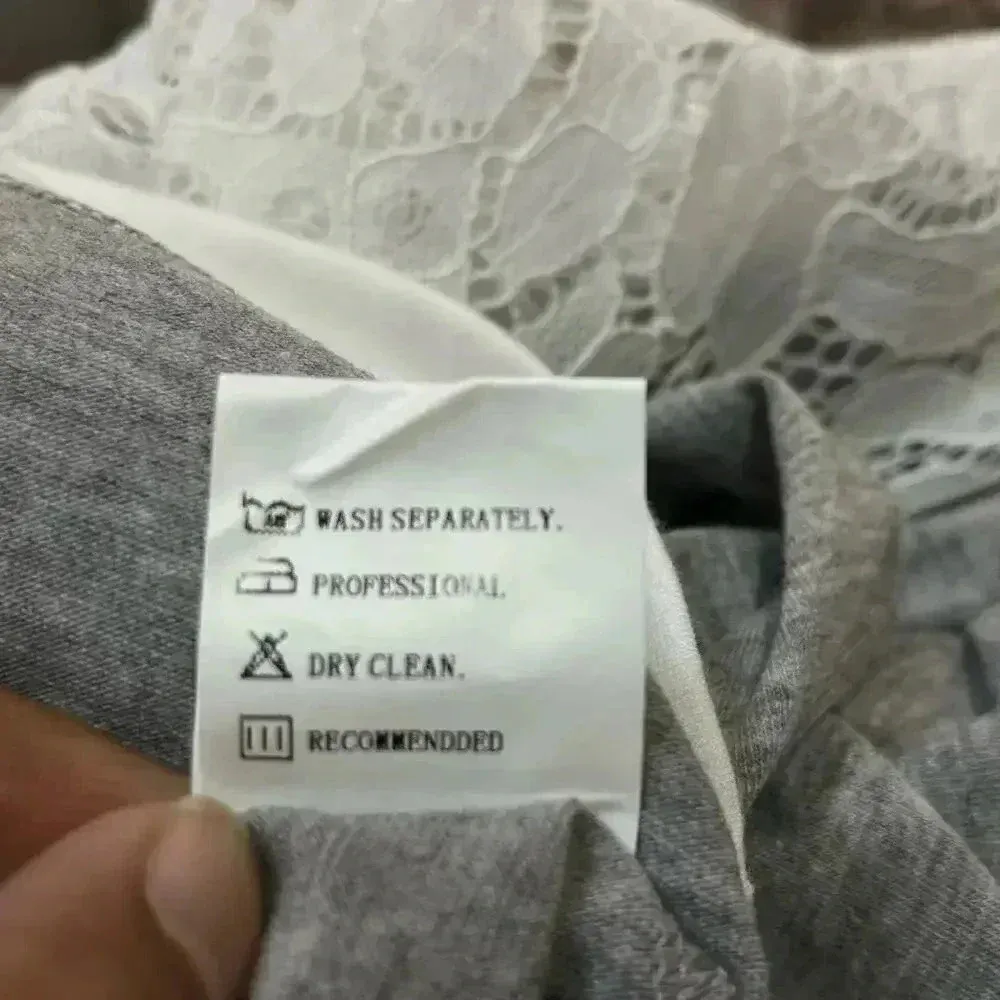 WASH SEPARATELY.
PROFESSIONAL
DRY CLEAN.
RECOMMENDDED